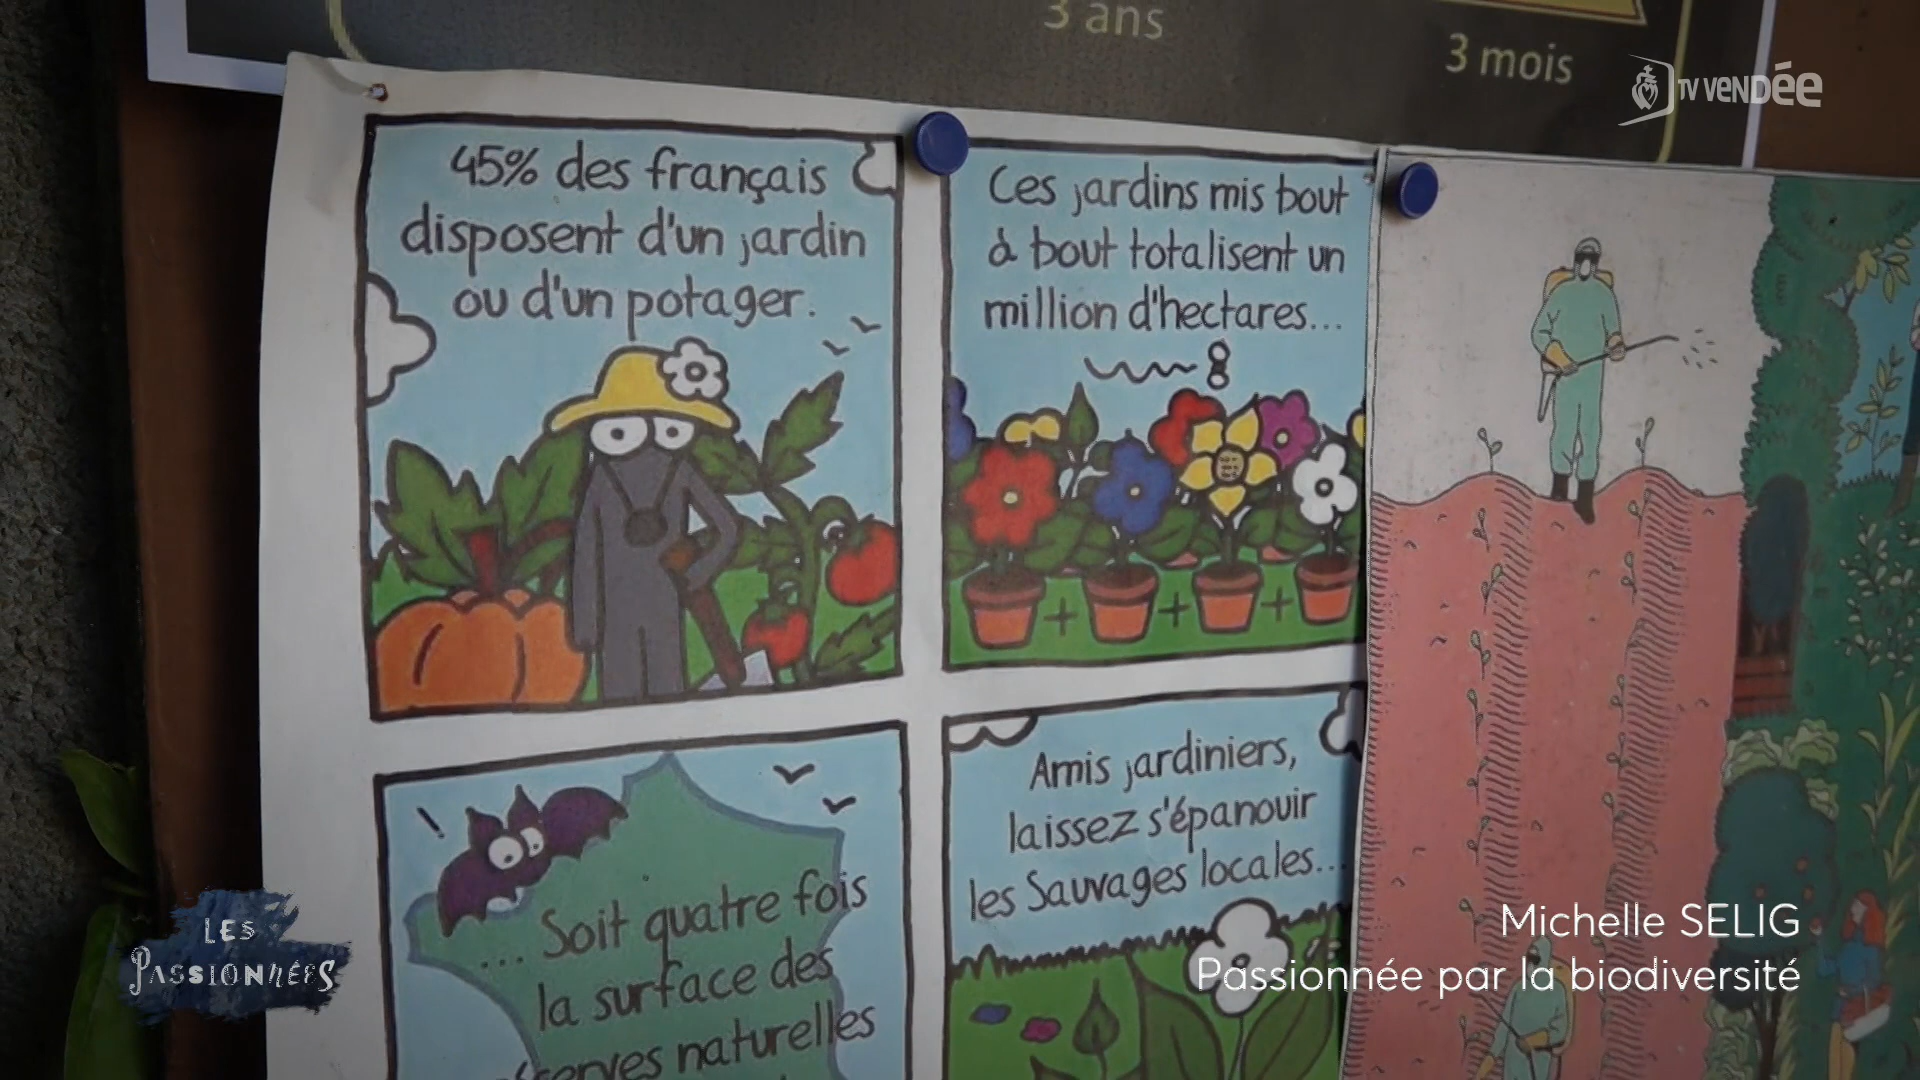 3 ans
3 mois
TV VENDÉE
45% des français
disposent d'un jardin
ou d'un potager.
Ces jardins mis bout
à bout totalisent un
million d'hectares...
... Soit quatre fois
la surface des
naturelles
Amis jardiniers,
laissez s'épanouir
les Sauvages locales...
LES
PASSIONNÉES
Michelle SELIG
Passionnée par la biodiversité